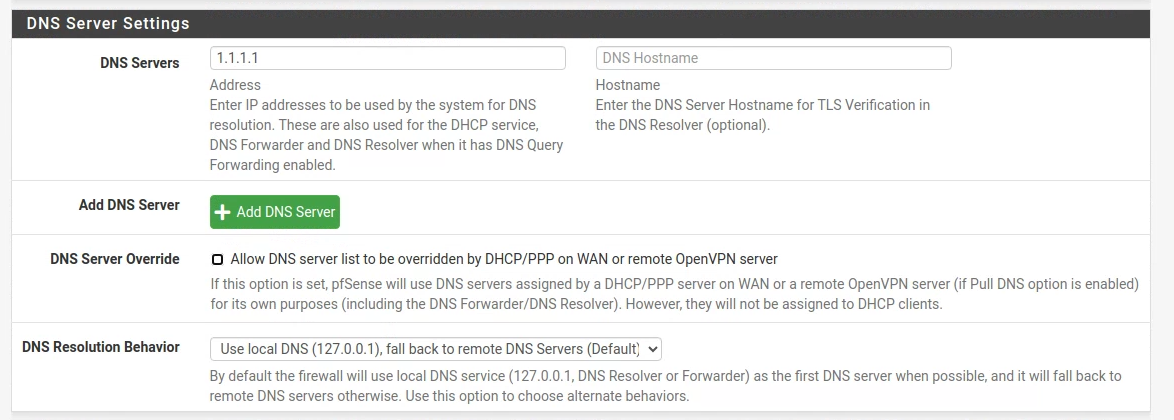 DNS Server Settings
DNS Servers
1.1.1.1
DNS Hostname
Address
Hostname
Enter IP addresses to be used by the system for DNS
resolution. These are also used for the DHCP service,
DNS Forwarder and DNS Resolver when it has DNS Query
Forwarding enabled.
Enter the DNS Server Hostname for TLS Verification in
the DNS Resolver (optional).
Add DNS Server
Add DNS Server
DNS Server Override
Allow DNS server list to be overridden by DHCP/PPP on WAN or remote OpenVPN server
If this option is set, pfSense will use DNS servers assigned by a DHCP/PPP server on WAN or a remote OpenVPN server (if Pull DNS option is enabled)
for its own purposes (including the DNS Forwarder/DNS Resolver). However, they will not be assigned to DHCP clients.
DNS Resolution Behavior
Use local DNS (127.0.0.1), fall back to remote DNS Servers (Default)
By default the firewall will use local DNS service (127.0.0.1, DNS Resolver or Forwarder) as the first DNS server when possible, and it will fall back to
remote DNS servers otherwise. Use this option to choose alternate behaviors.